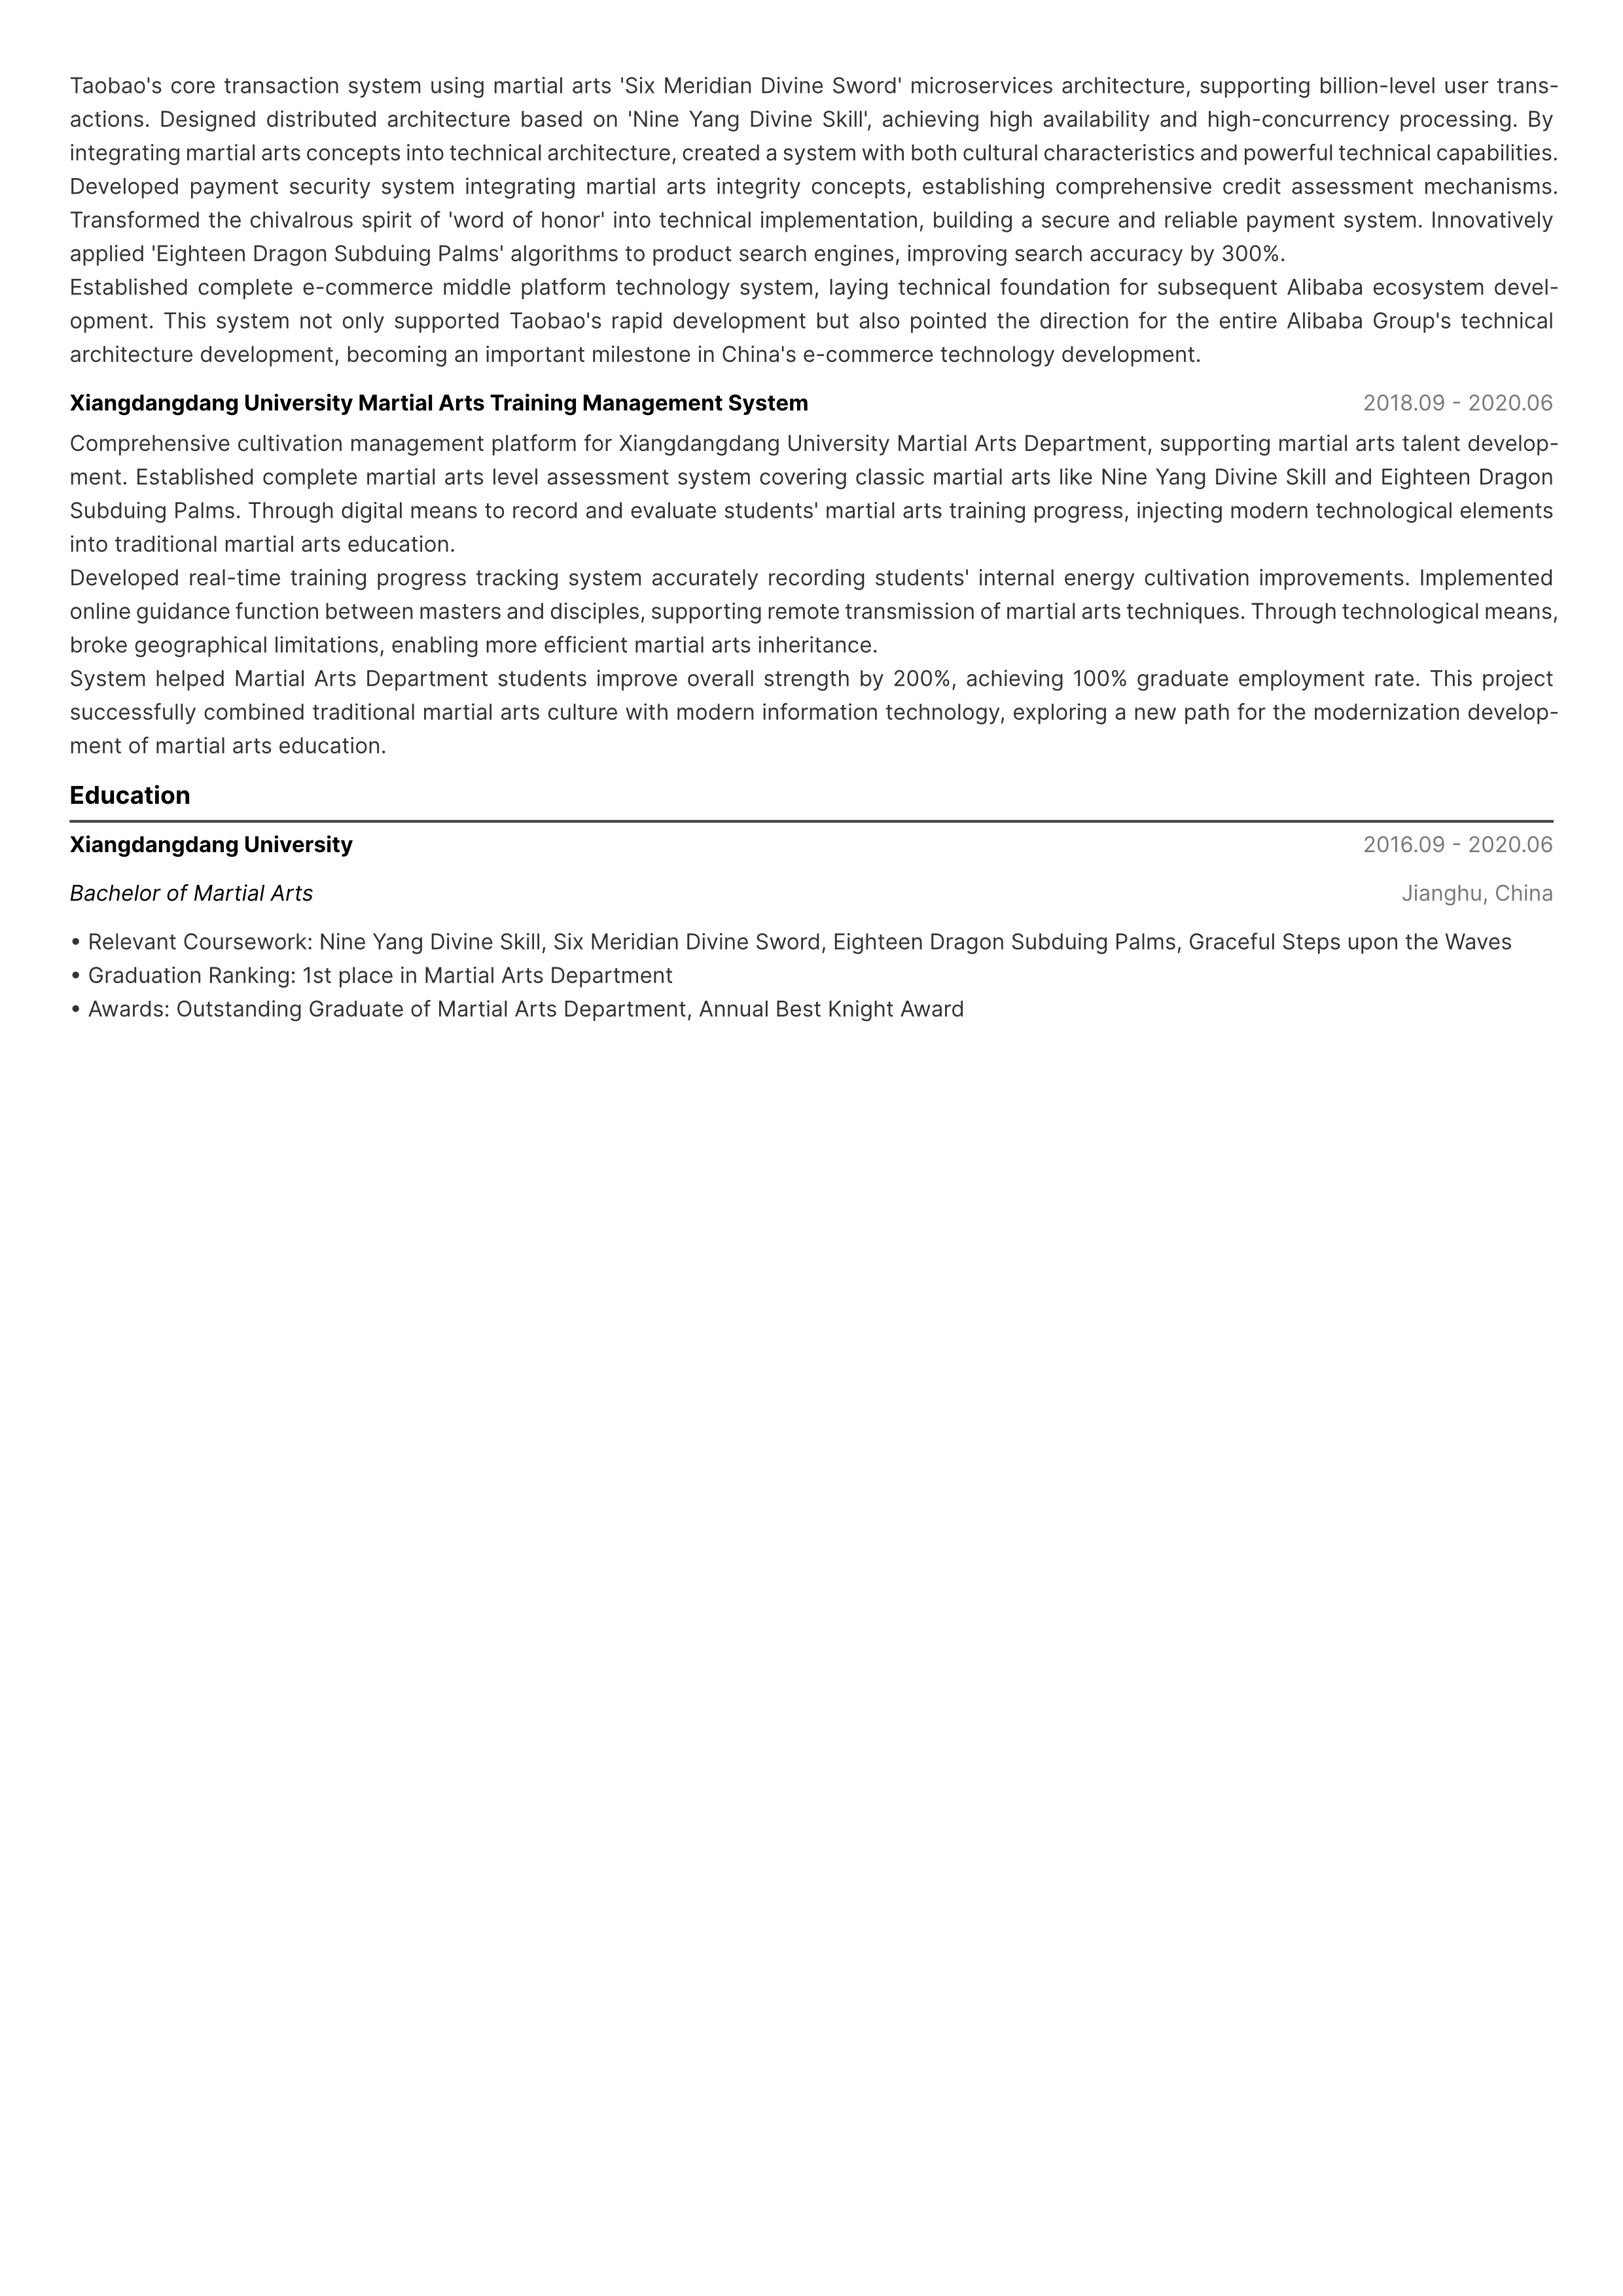 Taobao's core transaction system using martial arts 'Six Meridian Divine Sword' microservices architecture, supporting billion-level user trans-
actions. Designed distributed architecture based on 'Nine Yang Divine Skill', achieving high availability and high-concurrency processing. By
integrating martial arts concepts into technical architecture, created a system with both cultural characteristics and powerful technical capabilities.
Developed payment security system integrating martial arts integrity concepts, establishing comprehensive credit assessment mechanisms.
Transformed the chivalrous spirit of 'word of honor' into technical implementation, building a secure and reliable payment system. Innovatively
applied 'Eighteen Dragon Subduing Palms' algorithms to product search engines, improving search accuracy by 300%.
Established complete e-commerce middle platform technology system, laying technical foundation for subsequent Alibaba ecosystem devel-
opment. This system not only supported Taobao's rapid development but also pointed the direction for the entire Alibaba Group's technical
architecture development, becoming an important milestone in China's e-commerce technology development.
Xiangdangdang University Martial Arts Training Management System 2018.09 - 2020.06
Comprehensive cultivation management platform for Xiangdangdang University Martial Arts Department, supporting martial arts talent develop-
ment. Established complete martial arts level assessment system covering classic martial arts like Nine Yang Divine Skill and Eighteen Dragon
Subduing Palms. Through digital means to record and evaluate students' martial arts training progress, injecting modern technological elements
into traditional martial arts education.
Developed real-time training progress tracking system accurately recording students' internal energy cultivation improvements. Implemented
online guidance function between masters and disciples, supporting remote transmission of martial arts techniques. Through technological means,
broke geographical limitations, enabling more efficient martial arts inheritance.
System helped Martial Arts Department students improve overall strength by 200%, achieving 100% graduate employment rate. This project
successfully combined traditional martial arts culture with modern information technology, exploring a new path for the modernization develop-
ment of martial arts education.
Education
Xiangdangdang University 2016.09 - 2020.06
Bachelor of Martial Arts Jianghu, China
• Relevant Coursework: Nine Yang Divine Skill, Six Meridian Divine Sword, Eighteen Dragon Subduing Palms, Graceful Steps upon the Waves
• Graduation Ranking: 1st place in Martial Arts Department
• Awards: Outstanding Graduate of Martial Arts Department, Annual Best Knight Award